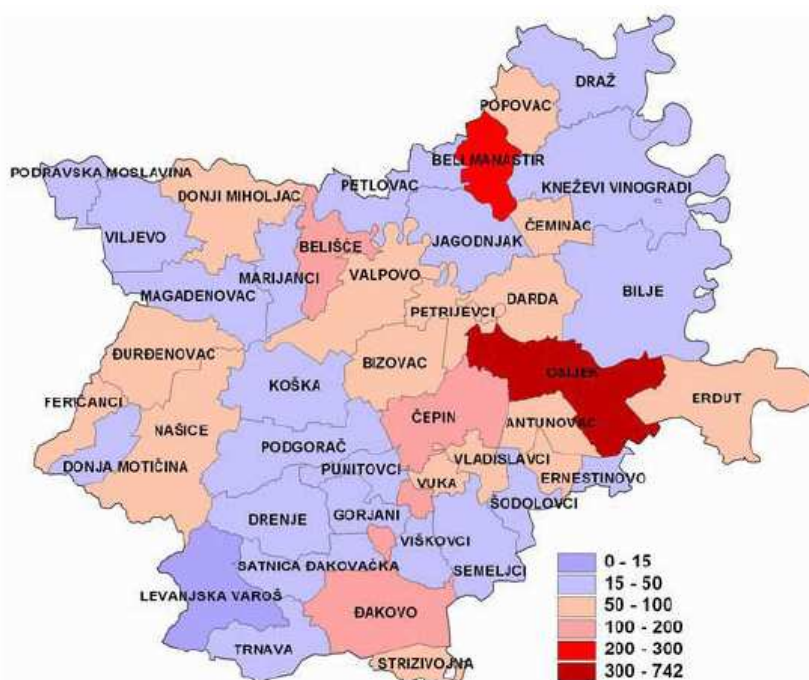 DRAŽ
POPOVAC
BELI MANASTIR
PODRAVSKA MOSLAVINA
PETLOVAC
KNEŽEVI VINOGRADI
DONJI MIHOLJAC
ČEMINAC
VILJEVO
BELIŠĆE
JAGODNJAK
VALPOVO
MARIJANCI
BILJE
MAGADENOVAC
DARDA
PETRIJEVCI
ĐURĐENOVAC
BIZOVAC
KOŠKA
OSIJEK
ERDUT
FERIČANCI
ČEPIN
NAŠICE
ANTUNOVAC
PODGORAČ
VLADISLAVCI
DONJA MOTIČINA
PUNITOVCI
ERNESTINOVO
VUKA
ŠODOLOVCI
GORJANI
DRENJE
VIŠKOVCI
SATNICA ĐAKOVAČKA
SEMELJCI
LEVANJSKA VAROŠ
ĐAKOVO
TRNAVA
STRIZIVOJNA
0 - 15
15 - 50
50 - 100
100 - 200
200 - 300
300 - 742